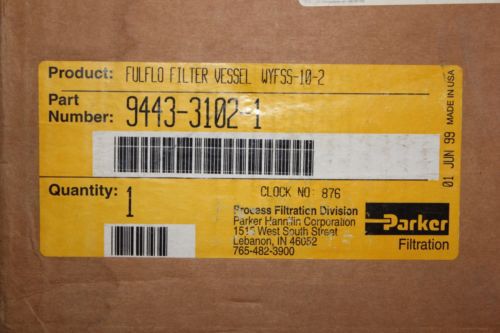 Product: FULFLO FILTER VESSEL WYFSS-10-2
Part
Number: 9443-3102-1
Quantity: 1
CLOCK NO: 876
Process Filtration Division
Parker Hannifin Corporation
1515 West South Street
Lebanon, IN 46052
765-482-3900
Parker
Filtration
01 JUN 99 MADE IN USA